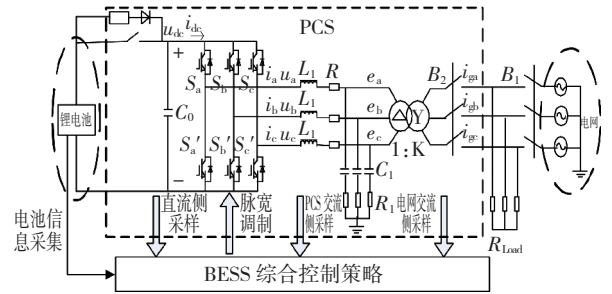 PCS
u_dc i_dc
+
S_a S_b S_c
i_a u_a L_1 R e_a B_2 i_ga B_1
锂电池
C_0
i_b u_b L_1 e_b Δ Y i_gb
电网
i_c u_c L_1 e_c i_gc
S_a' S_b' S_c'
1:K
C_1
−
R_1
R_Load
电池信息采集
直流侧采样
脉宽调制
PCS交流侧采样
电网交流侧采样
BESS 综合控制策略